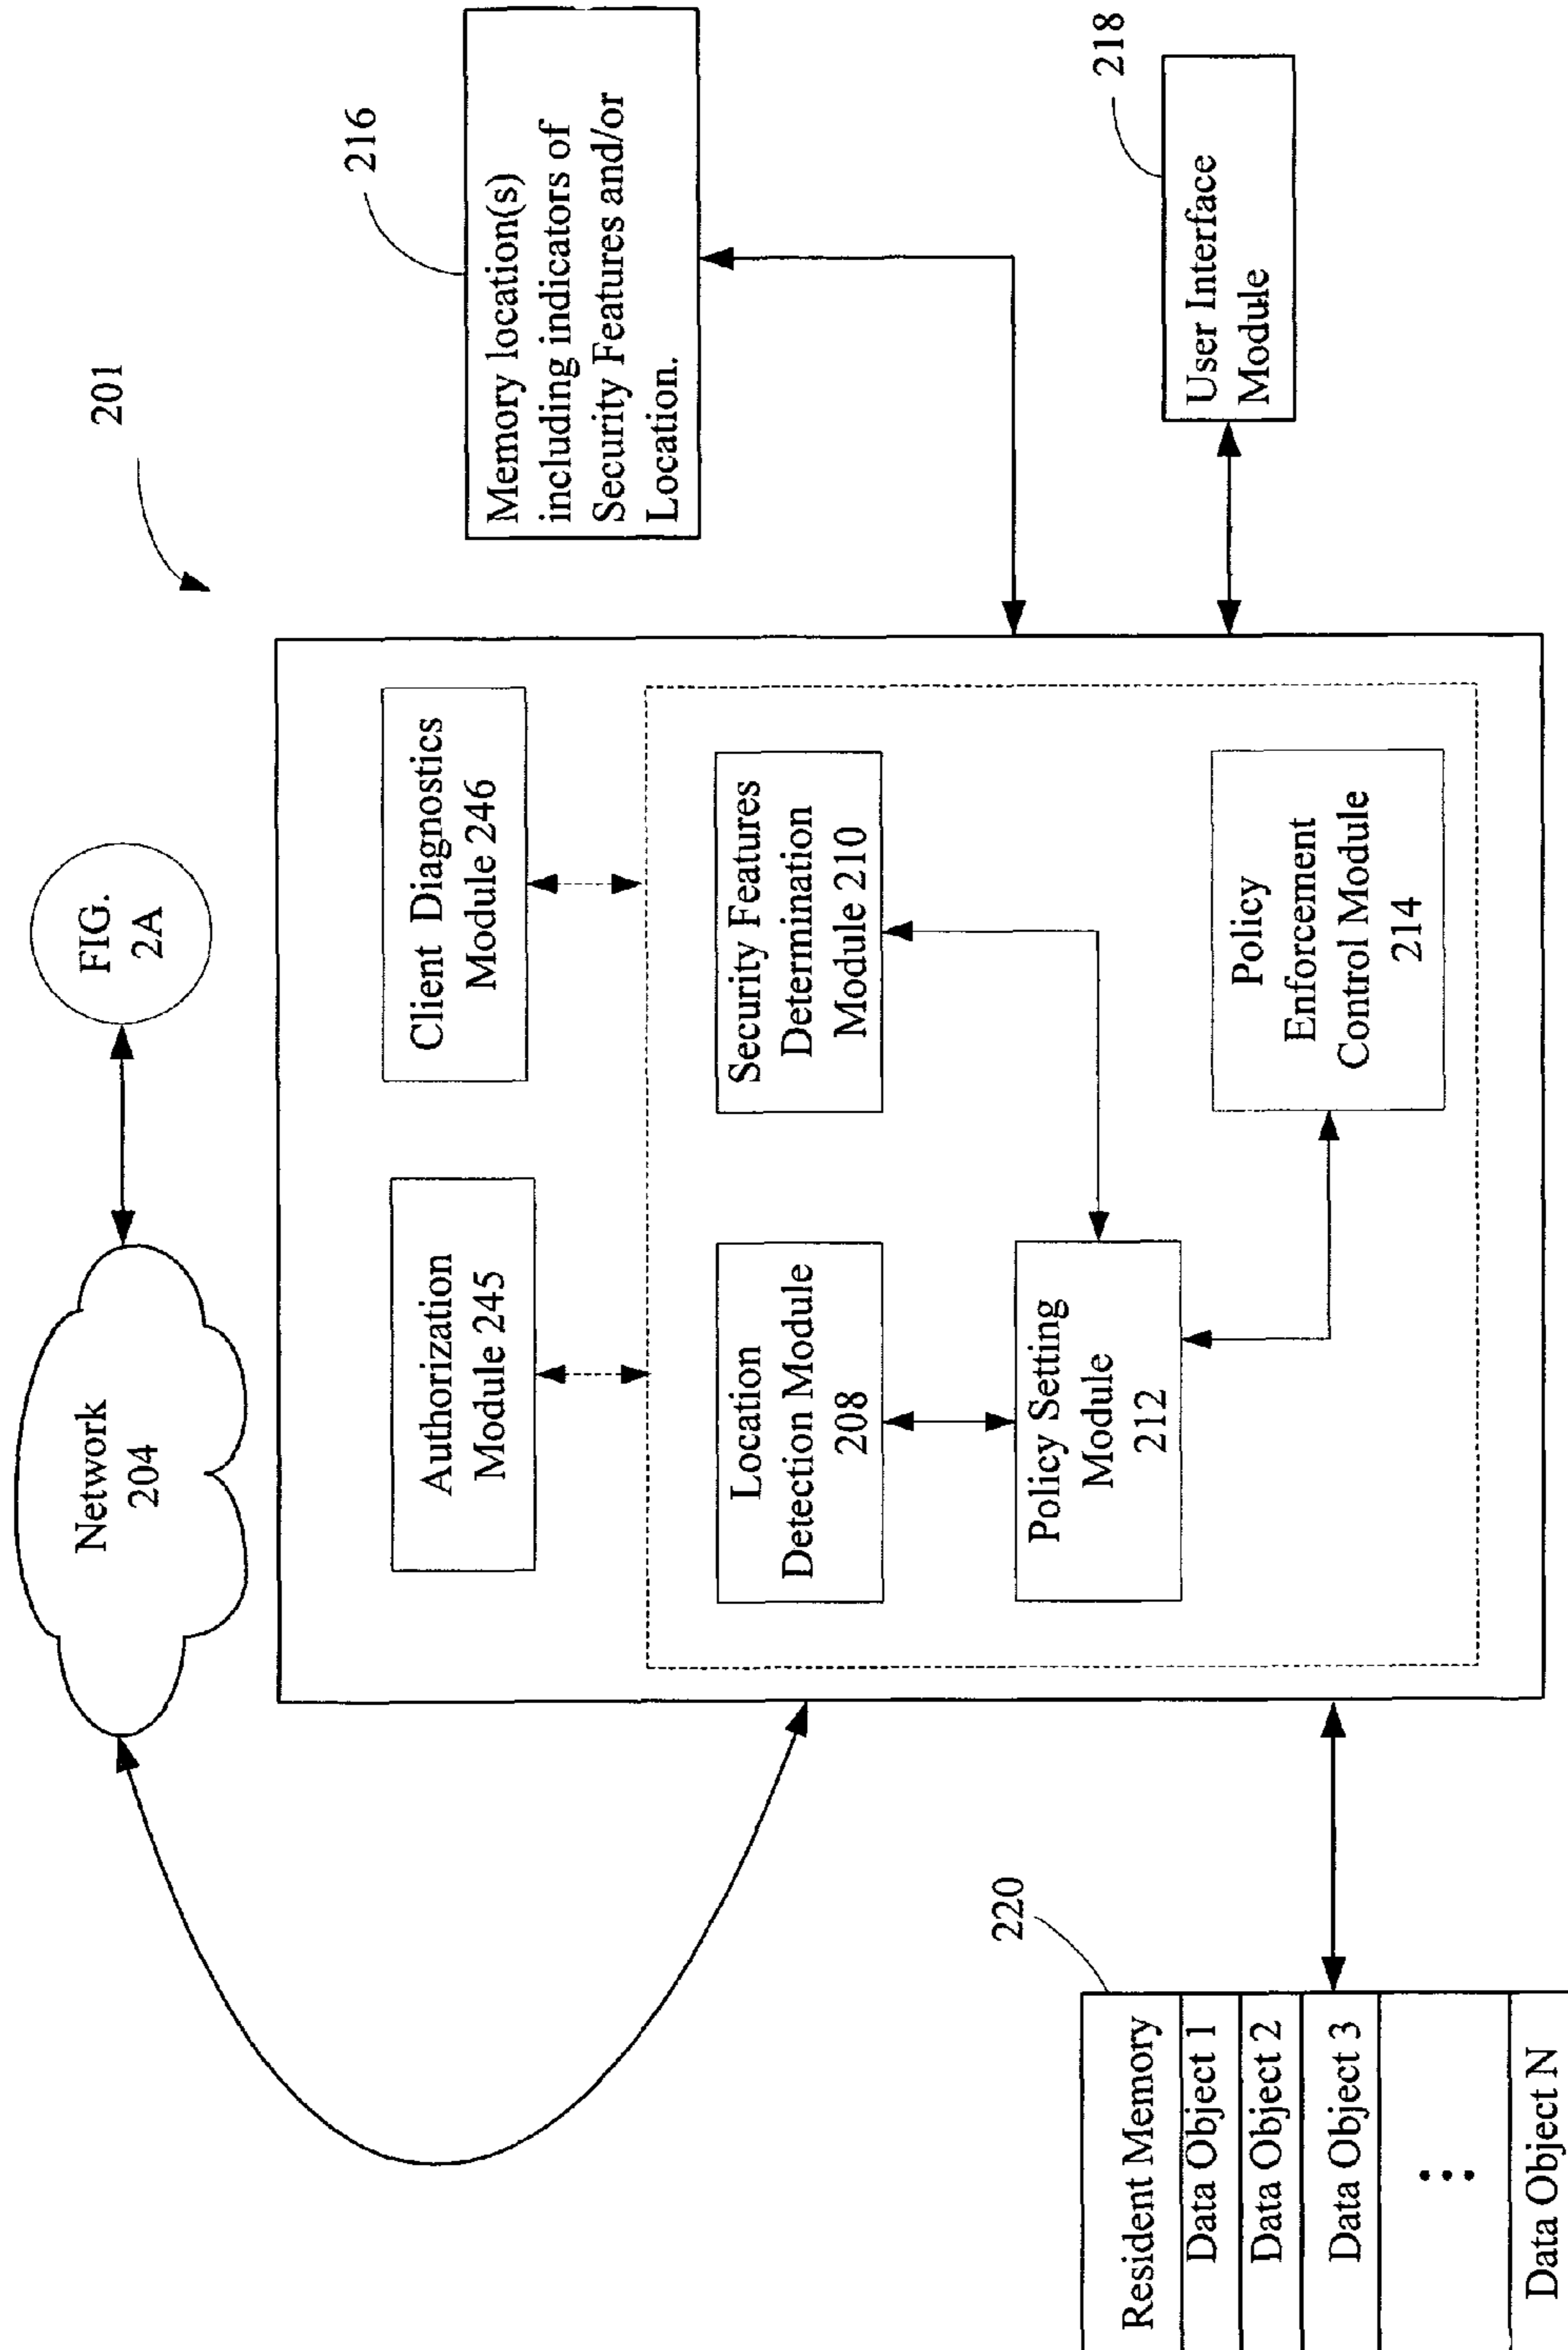 201
FIG.
2A
Network
204
216
Memory location(s)
including indicators of
Security Features and/or
Location.
Authorization
Module 245
Client Diagnostics
Module 246
Location
Detection Module
208
Security Features
Determination
Module 210
Policy Setting
Module
212
Policy
Enforcement
Control Module
214
218
User Interface
Module
220
Resident Memory
Data Object 1
Data Object 2
Data Object 3
Data Object N